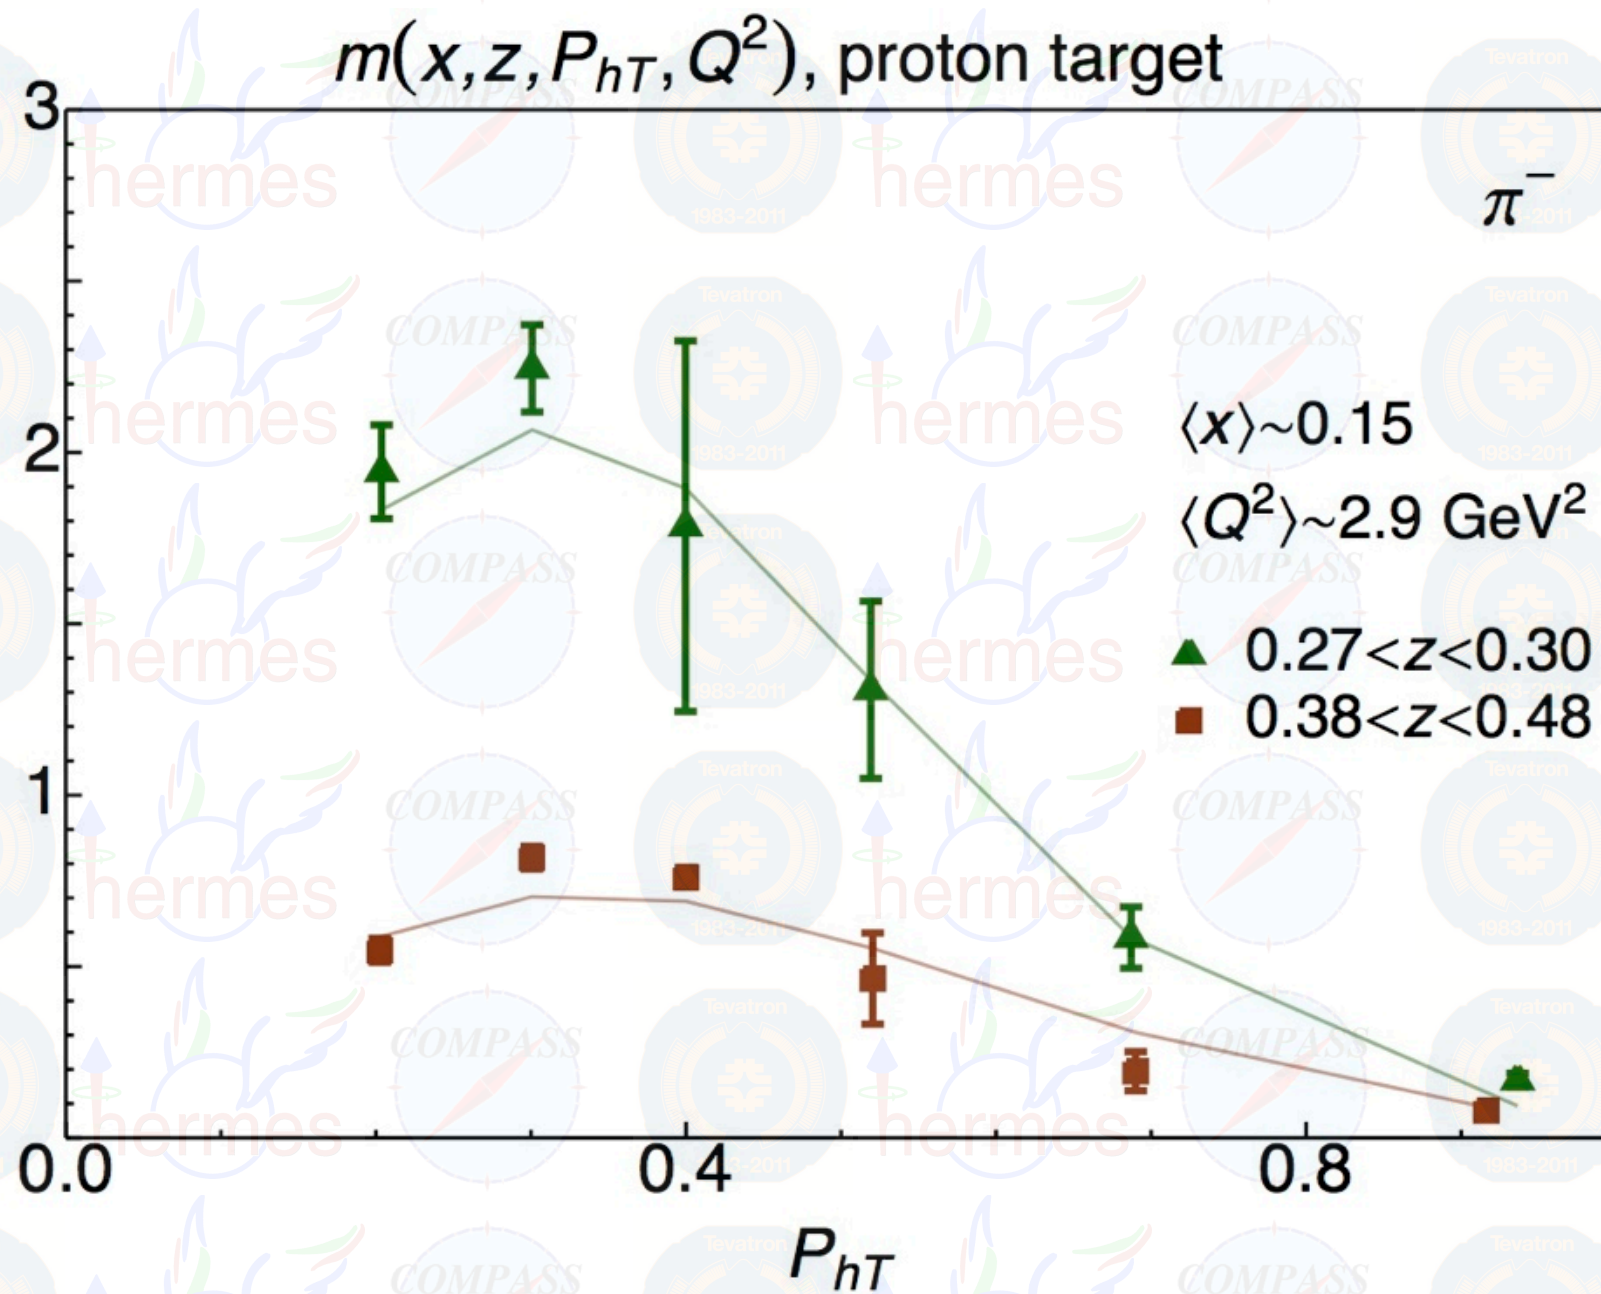 m(x,z,P_hT,Q²), proton target
3
π⁻
2
⟨x⟩~0.15
⟨Q²⟩~2.9 GeV²
0.27<z<0.30
0.38<z<0.48
1
0
0.0 0.4 0.8
P_hT
hermes COMPASS Tevatron 1983-2011